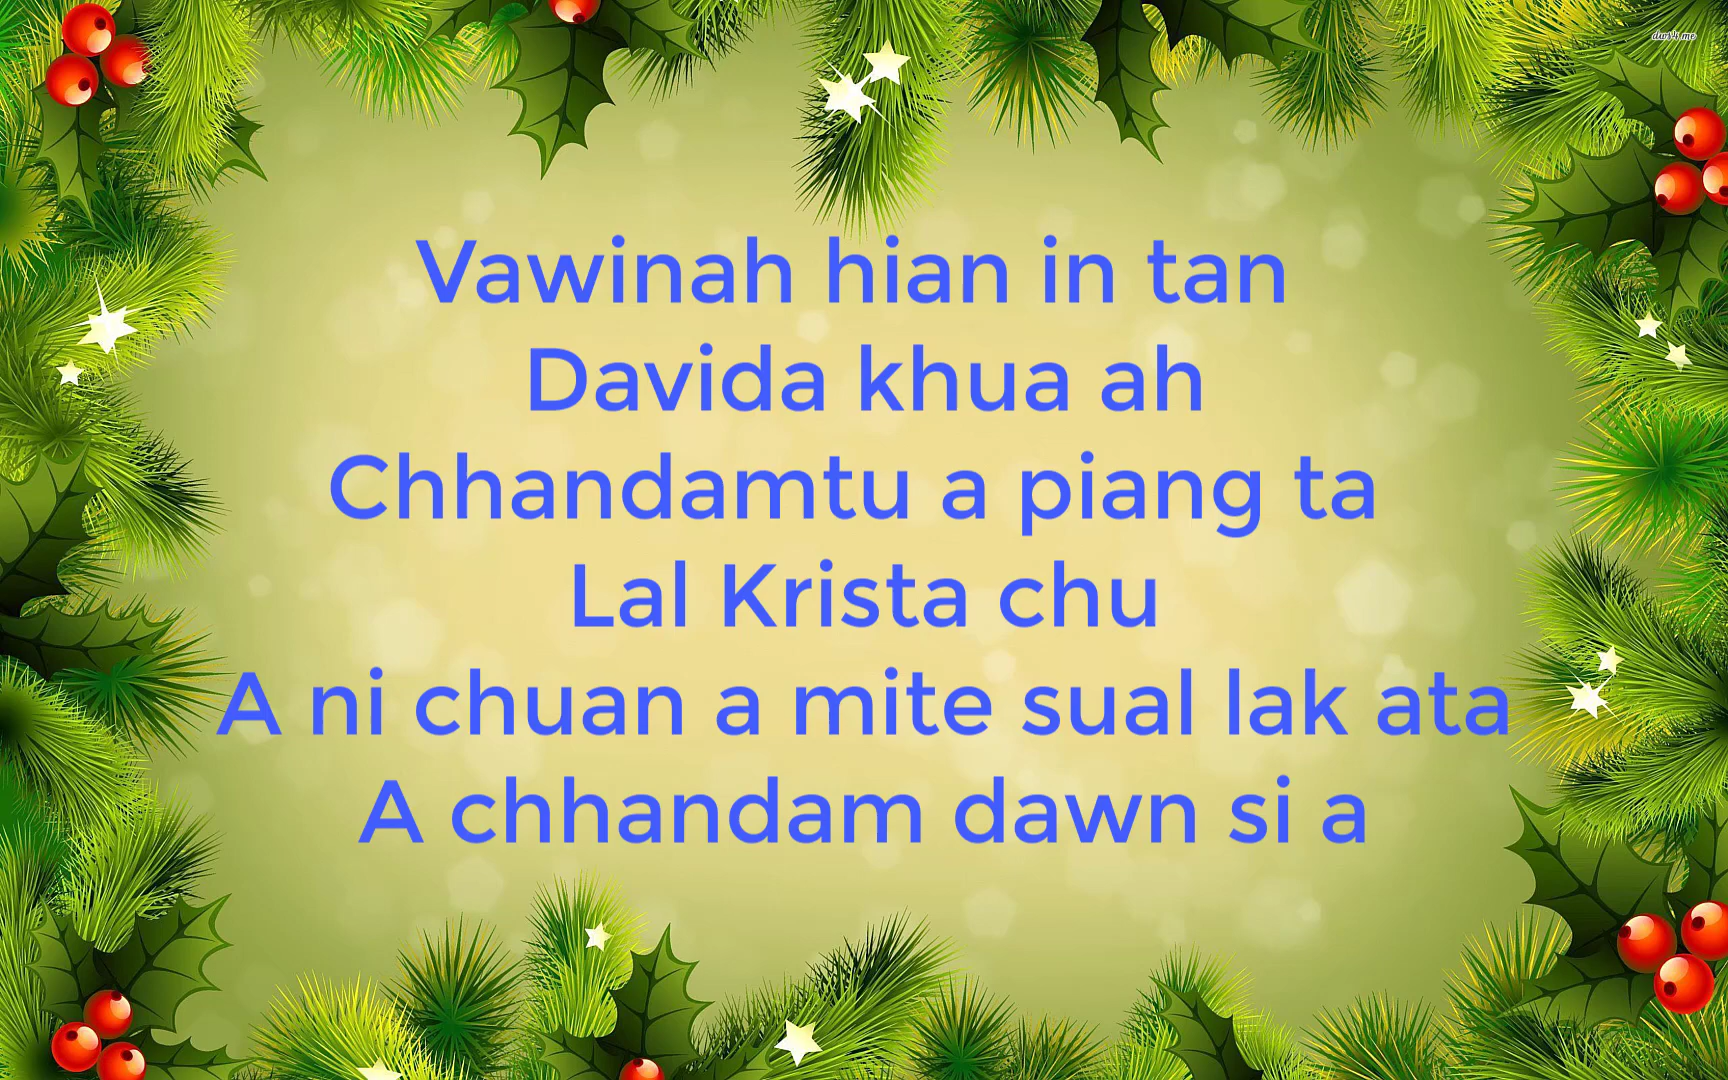 Vawinah hian in tan
Davida khua ah
Chhandamtu a piang ta
Lal Krista chu
A ni chuan a mite sual lak ata
A chhandam dawn si a